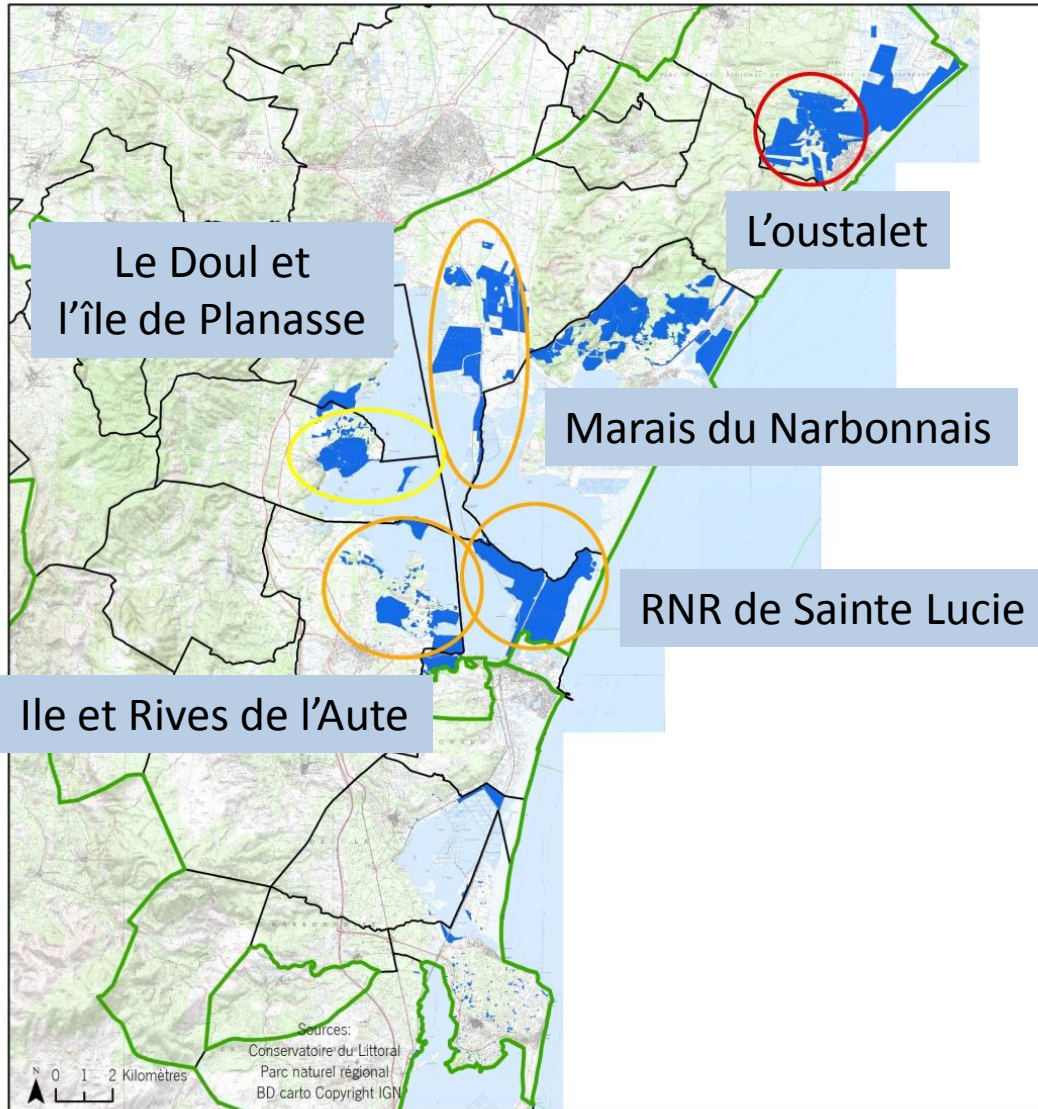 L'oustalet
Le Doul et
l'île de Planasse
Marais du Narbonnais
RNR de Sainte Lucie
Ile et Rives de l'Aute
Sources:
Conservatoire du Littoral
Parc naturel régional
BD carto Copyright IGN
N 0 1 2 Kilomètres